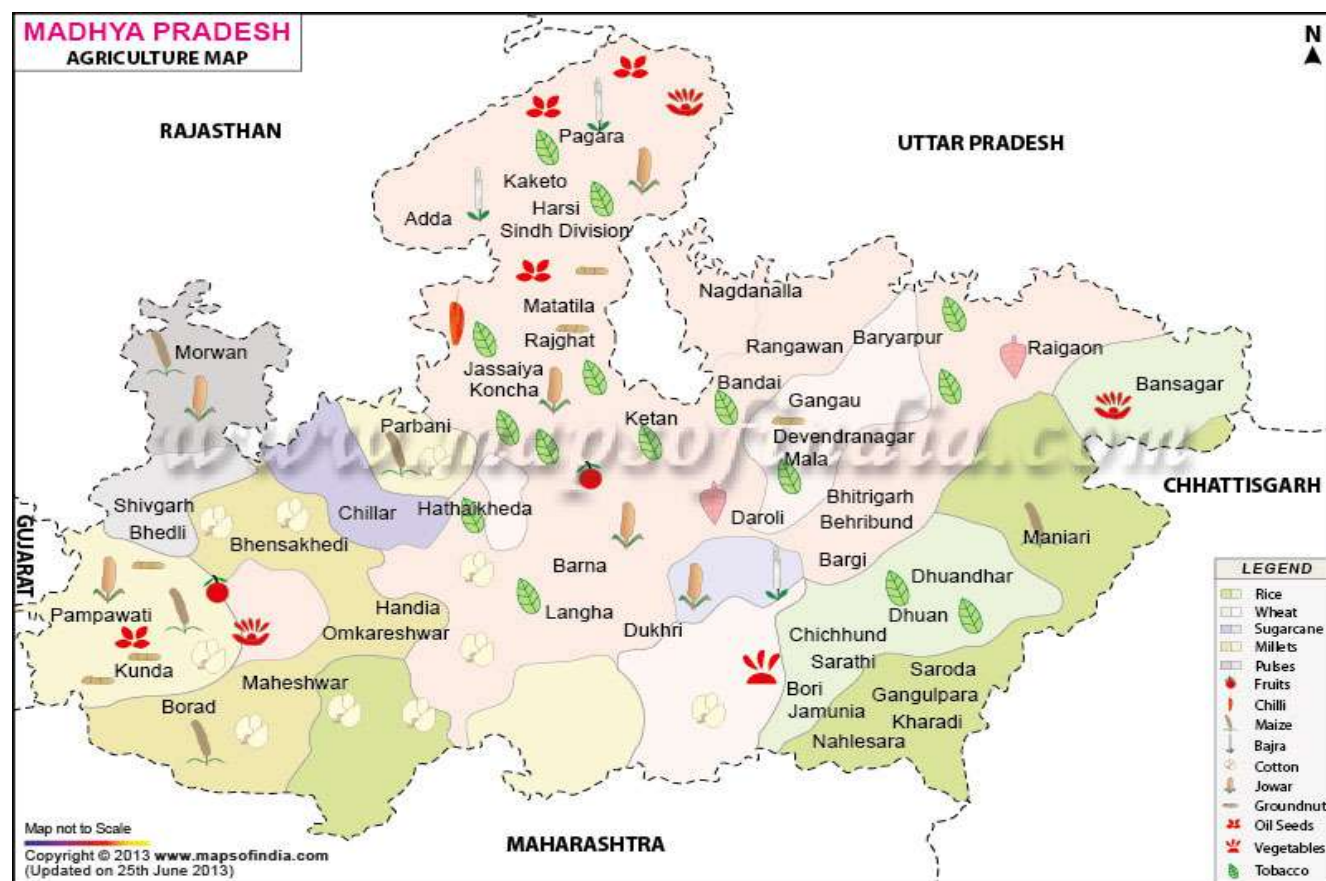 MADHYA PRADESH
AGRICULTURE MAP
N
RAJASTHAN
UTTAR PRADESH
Pagara
Kaketo
Adda
Harsi
Sindh Division
Nagdanalla
Matatila
Rajghat
Rangawan
Baryarpur
Raigaon
Morwan
Jassaiya
Koncha
Bandai
Gangau
Bansagar
Parbani
Ketan
Devendranagar
Mala
www.mapsofindia.com
CHHATTISGARH
GUJARAT
Shivgarh
Bhedli
Chillar
Hathaikheda
Bhitrigarh
Daroli
Behribund
Bhensakhedi
Maniari
Barna
Bargi
Dhuandhar
Pampawati
Handia
Langha
Dhuan
Omkareshwar
Dukhri
Chichhund
Sarathi
Kunda
Maheshwar
Saroda
Borad
Bori
Gangulpara
Jamunia
Kharadi
Nahlesara
MAHARASHTRA
LEGEND
Rice
Wheat
Sugarcane
Millets
Pulses
Fruits
Chilli
Maize
Bajra
Cotton
Jowar
Groundnut
Oil Seeds
Vegetables
Tobacco
Map not to Scale
Copyright © 2013 www.mapsofindia.com
(Updated on 25th June 2013)